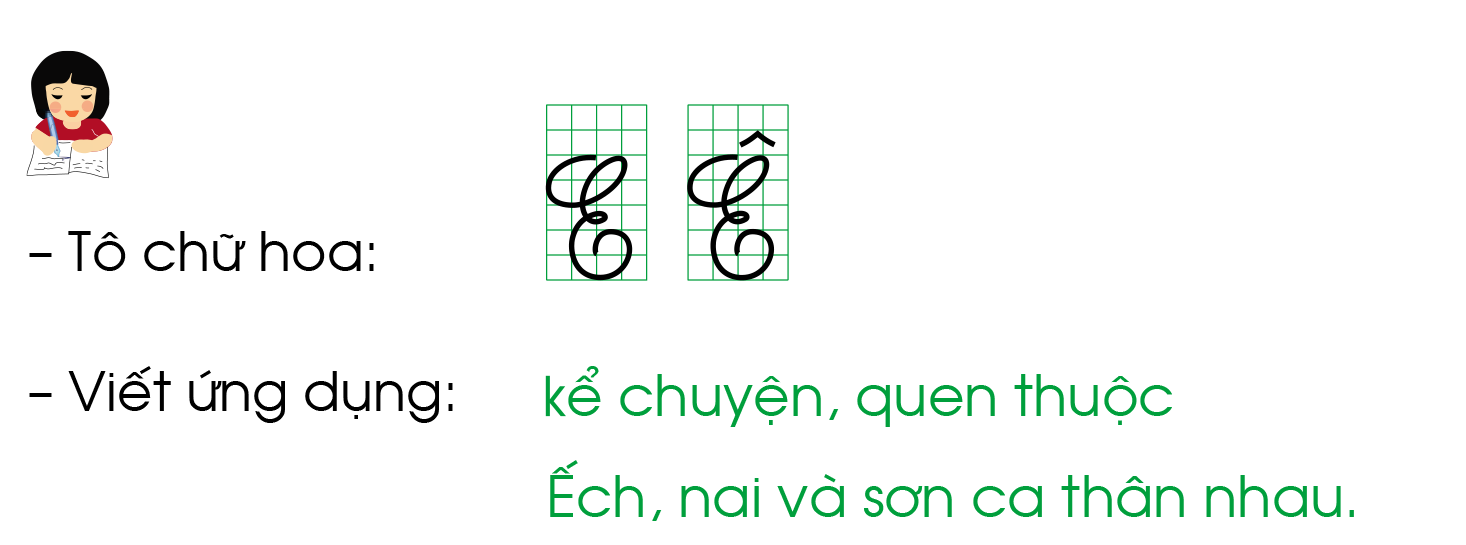 – Tô chữ hoa: E Ê
– Viết ứng dụng: kể chuyện, quen thuộc
Ếch, nai và sơn ca thân nhau.